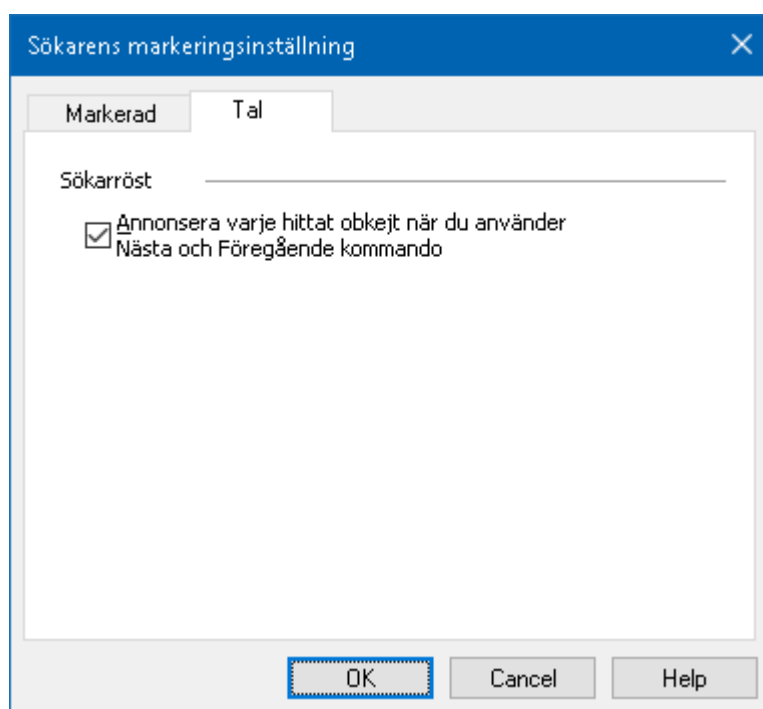 Sökarens markeringsinställning
Markerad Tal
Sökarröst
Annonsera varje hittat obkejt när du använder
Nästa och Föregående kommando
OK Cancel Help